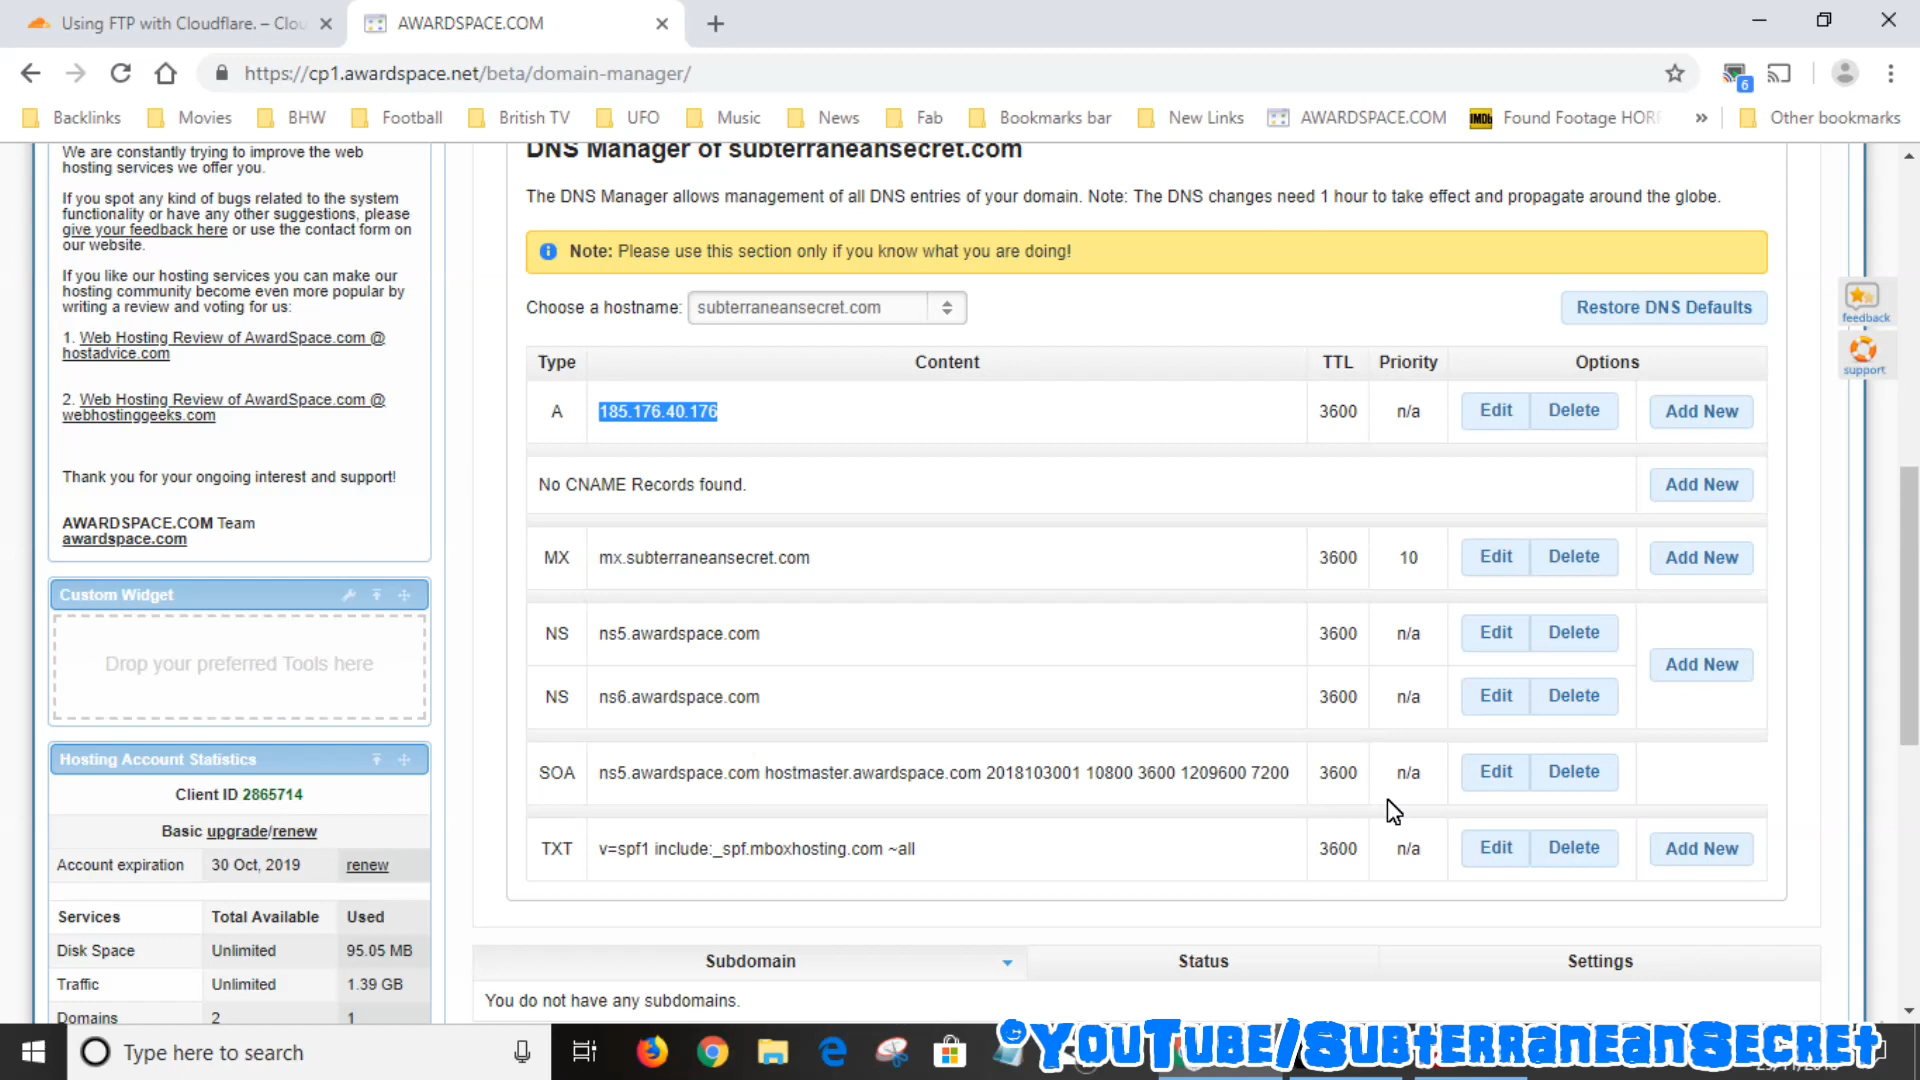 Using FTP with Cloudflare. – Clou
AWARDSPACE.COM
https://cp1.awardspace.net/beta/domain-manager/
6
Backlinks
Movies
BHW
Football
British TV
UFO
Music
News
Fab
Bookmarks bar
New Links
AWARDSPACE.COM
IMDb
Found Footage HORR
»
Other bookmarks
We are constantly trying to improve the web
hosting services we offer you.
If you spot any kind of bugs related to the system
functionality or have any other suggestions, please
give your feedback here or use the contact form on
our website.
If you like our hosting services you can make our
hosting community become even more popular by
writing a review and voting for us:
1. Web Hosting Review of AwardSpace.com @
hostadvice.com
2. Web Hosting Review of AwardSpace.com @
webhostinggeeks.com
Thank you for your ongoing interest and support!
AWARDSPACE.COM Team
awardspace.com
Custom Widget
Drop your preferred Tools here
Hosting Account Statistics
Client ID 2865714
Basic upgrade/renew
Account expiration 30 Oct, 2019 renew
Services Total Available Used
Disk Space Unlimited 95.05 MB
Traffic Unlimited 1.39 GB
Domains 2 1
DNS Manager of subterraneansecret.com
The DNS Manager allows management of all DNS entries of your domain. Note: The DNS changes need 1 hour to take effect and propagate around the globe.
Note: Please use this section only if you know what you are doing!
Choose a hostname: subterraneansecret.com Restore DNS Defaults
Type Content TTL Priority Options
A 185.176.40.176 3600 n/a Edit Delete Add New
No CNAME Records found. Add New
MX mx.subterraneansecret.com 3600 10 Edit Delete Add New
NS ns5.awardspace.com 3600 n/a Edit Delete
Add New
NS ns6.awardspace.com 3600 n/a Edit Delete
SOA ns5.awardspace.com hostmaster.awardspace.com 2018103001 10800 3600 1209600 7200 3600 n/a Edit Delete
TXT v=spf1 include:_spf.mboxhosting.com ~all 3600 n/a Edit Delete Add New
Subdomain Status Settings
You do not have any subdomains.
feedback
support
Type here to search
@YouTube/SubterraneanSecret